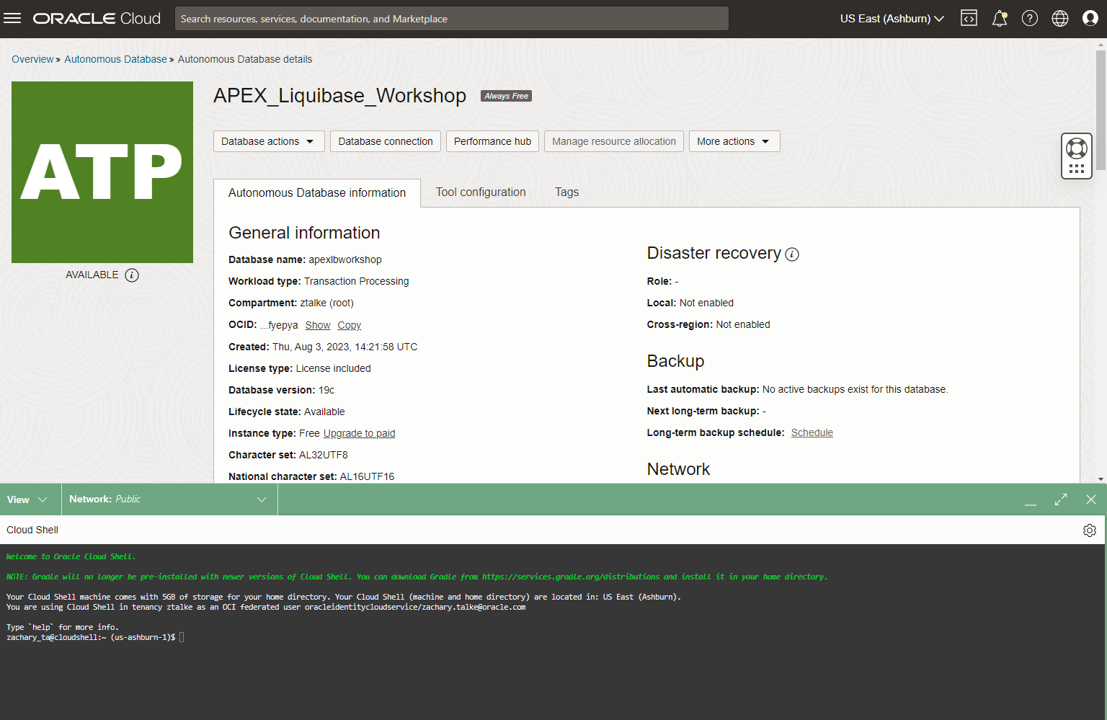 ORACLE Cloud
Search resources, services, documentation, and Marketplace
US East (Ashburn)
Overview » Autonomous Database » Autonomous Database details
ATP
AVAILABLE
APEX_Liquibase_Workshop Always Free
Database actions Database connection Performance hub Manage resource allocation More actions
Autonomous Database information Tool configuration Tags
General information
Database name: apexlbworkshop
Workload type: Transaction Processing
Compartment: ztalke (root)
OCID: ...fyepya Show Copy
Created: Thu, Aug 3, 2023, 14:21:58 UTC
License type: License included
Database version: 19c
Lifecycle state: Available
Instance type: Free Upgrade to paid
Character set: AL32UTF8
National character set: AL16UTF16
Disaster recovery
Role: -
Local: Not enabled
Cross-region: Not enabled
Backup
Last automatic backup: No active backups exist for this database.
Next long-term backup: -
Long-term backup schedule: Schedule
Network
View Network: Public
Cloud Shell
Welcome to Oracle Cloud Shell.
NOTE: Gradle will no longer be pre-installed with newer versions of Cloud Shell. You can download Gradle from https://services.gradle.org/distributions and install it in your home directory.
Your Cloud Shell machine comes with 5GB of storage for your home directory. Your Cloud Shell (machine and home directory) are located in: US East (Ashburn).
You are using Cloud Shell in tenancy ztalke as an OCI federated user oracleidentitycloudservice/zachary.talke@oracle.com
Type `help` for more info.
zachary_ta@cloudshell:~ (us-ashburn-1)$